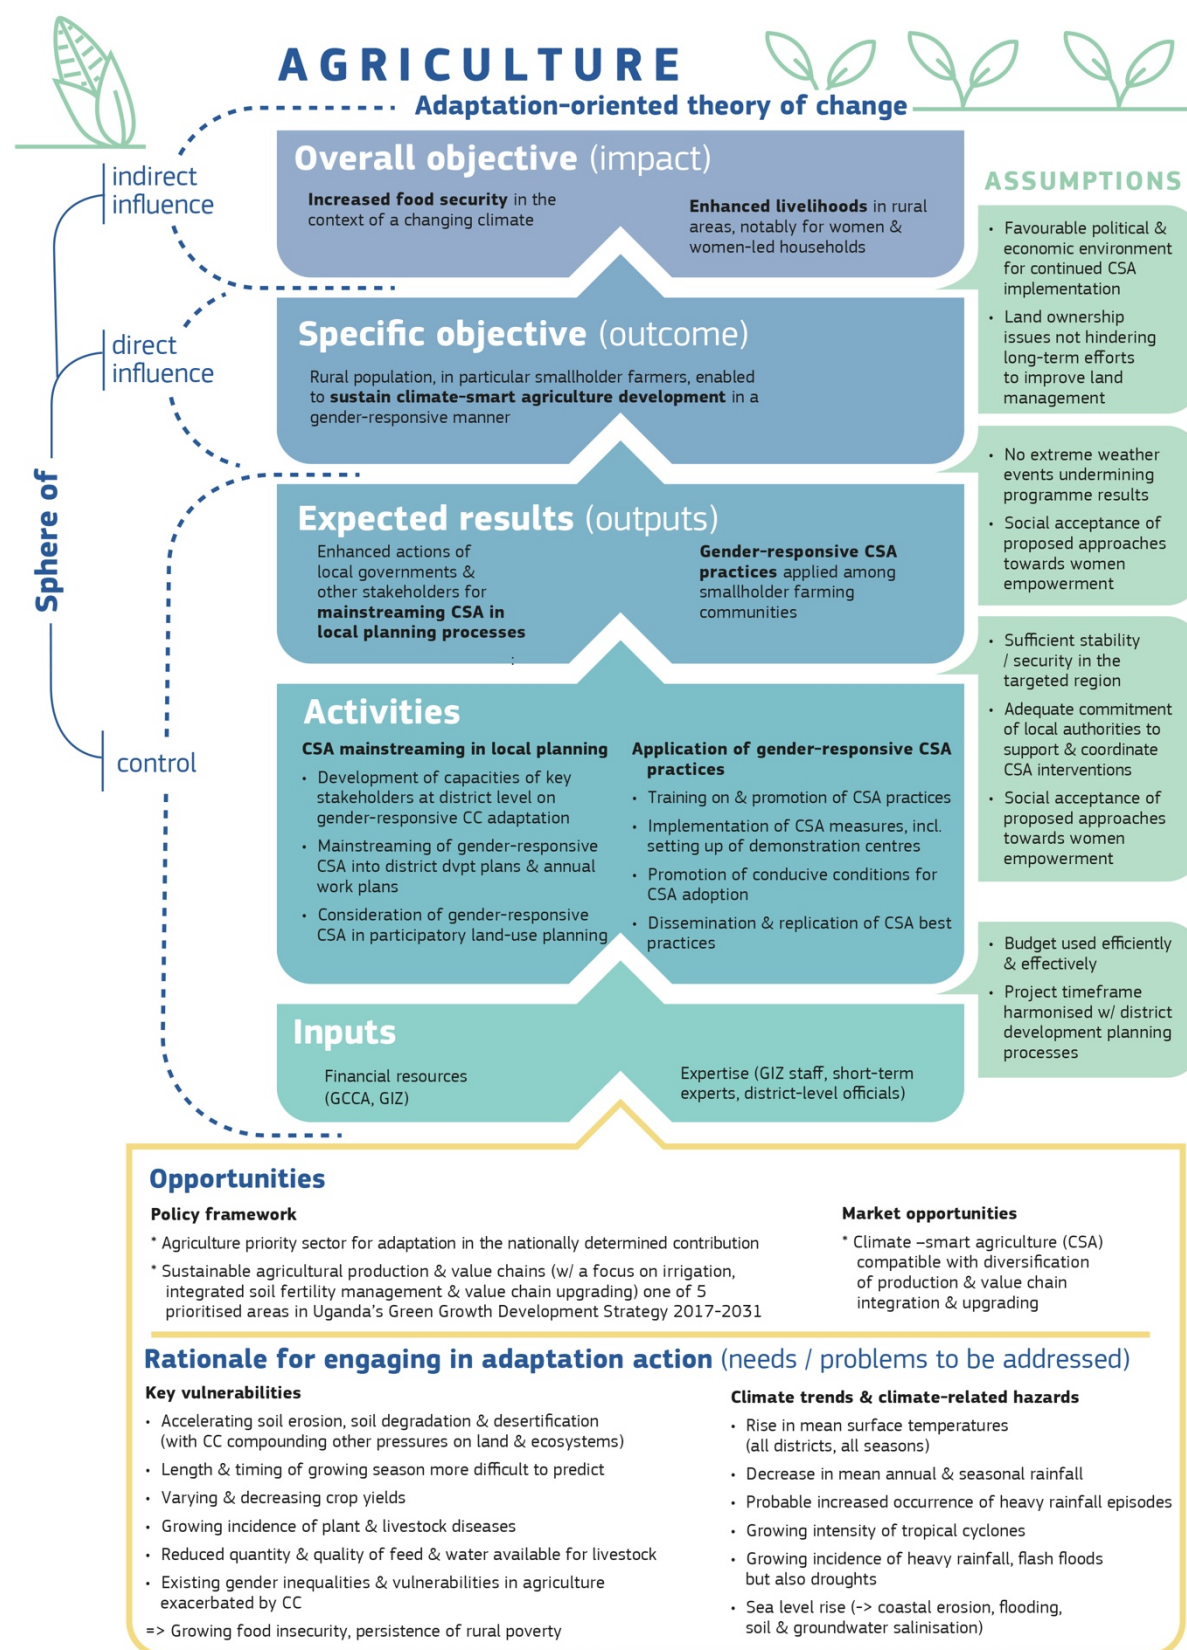 AGRICULTURE
Adaptation-oriented theory of change
Sphere of
indirect
influence
direct
influence
control
Overall objective (impact)
Increased food security in the
context of a changing climate
Enhanced livelihoods in rural
areas, notably for women &
women-led households
Specific objective (outcome)
Rural population, in particular smallholder farmers, enabled
to sustain climate-smart agriculture development in a
gender-responsive manner
Expected results (outputs)
Enhanced actions of
local governments &
other stakeholders for
mainstreaming CSA in
local planning processes
:
Gender-responsive CSA
practices applied among
smallholder farming
communities
Activities
CSA mainstreaming in local planning
• Development of capacities of key
stakeholders at district level on
gender-responsive CC adaptation
• Mainstreaming of gender-responsive
CSA into district dvpt plans & annual
work plans
• Consideration of gender-responsive
CSA in participatory land-use planning
Application of gender-responsive CSA
practices
• Training on & promotion of CSA practices
• Implementation of CSA measures, incl.
setting up of demonstration centres
• Promotion of conducive conditions for
CSA adoption
• Dissemination & replication of CSA best
practices
Inputs
Financial resources
(GCCA, GIZ)
Expertise (GIZ staff, short-term
experts, district-level officials)
ASSUMPTIONS
• Favourable political &
economic environment
for continued CSA
implementation
• Land ownership
issues not hindering
long-term efforts
to improve land
management
• No extreme weather
events undermining
programme results
• Social acceptance of
proposed approaches
towards women
empowerment
• Sufficient stability
/ security in the
targeted region
• Adequate commitment
of local authorities to
support & coordinate
CSA interventions
• Social acceptance of
proposed approaches
towards women
empowerment
• Budget used efficiently
& effectively
• Project timeframe
harmonised w/ district
development planning
processes
Opportunities
Policy framework
* Agriculture priority sector for adaptation in the nationally determined contribution
* Sustainable agricultural production & value chains (w/ a focus on irrigation,
integrated soil fertility management & value chain upgrading) one of 5
prioritised areas in Uganda's Green Growth Development Strategy 2017-2031
Market opportunities
* Climate –smart agriculture (CSA)
compatible with diversification
of production & value chain
integration & upgrading
Rationale for engaging in adaptation action (needs / problems to be addressed)
Key vulnerabilities
• Accelerating soil erosion, soil degradation & desertification
(with CC compounding other pressures on land & ecosystems)
• Length & timing of growing season more difficult to predict
• Varying & decreasing crop yields
• Growing incidence of plant & livestock diseases
• Reduced quantity & quality of feed & water available for livestock
• Existing gender inequalities & vulnerabilities in agriculture
exacerbated by CC
=> Growing food insecurity, persistence of rural poverty
Climate trends & climate-related hazards
• Rise in mean surface temperatures
(all districts, all seasons)
• Decrease in mean annual & seasonal rainfall
• Probable increased occurrence of heavy rainfall episodes
• Growing intensity of tropical cyclones
• Growing incidence of heavy rainfall, flash floods
but also droughts
• Sea level rise (-> coastal erosion, flooding,
soil & groundwater salinisation)